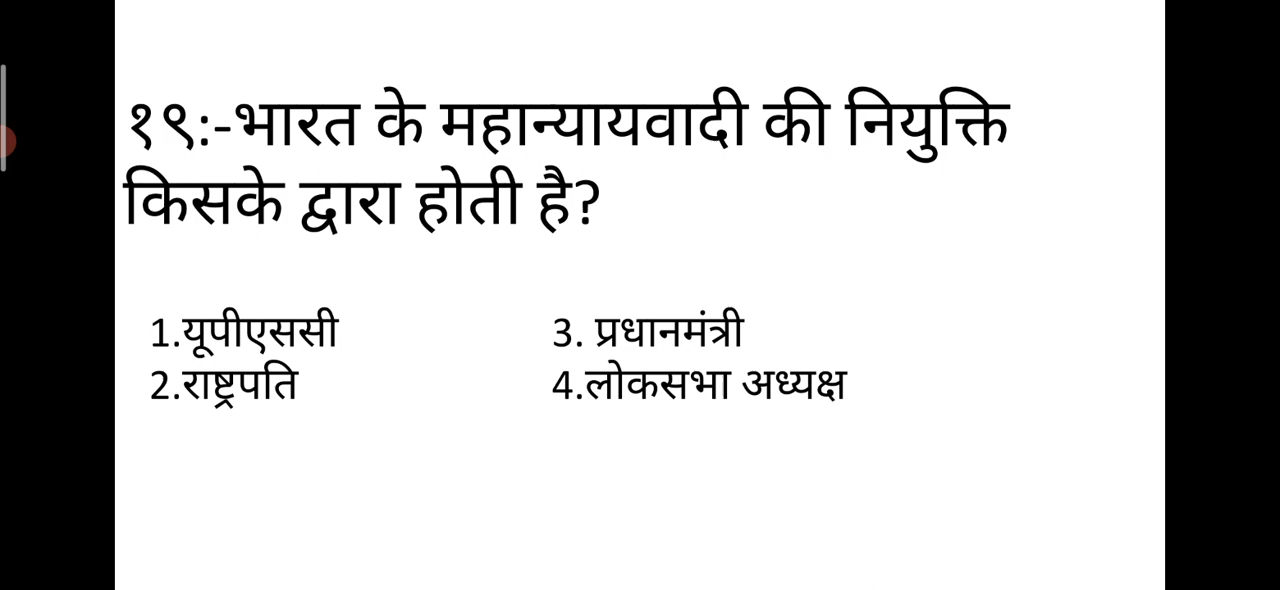 १९:-भारत के महान्यायवादी की नियुक्ति
किसके द्वारा होती है?
1.यूपीएससी
2.राष्ट्रपति
3. प्रधानमंत्री
4.लोकसभा अध्यक्ष